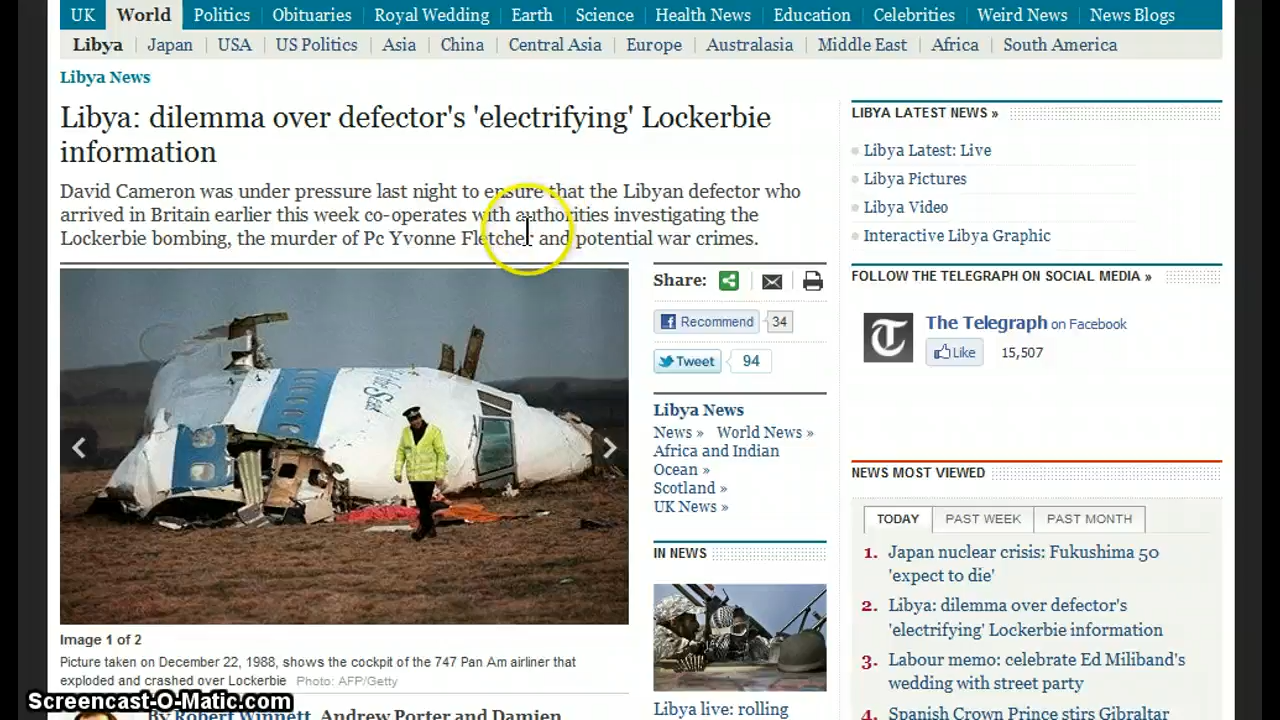 UK World Politics Obituaries Royal Wedding Earth Science Health News Education Celebrities Weird News News Blogs
Libya Japan USA US Politics Asia China Central Asia Europe Australasia Middle East Africa South America
Libya News
Libya: dilemma over defector's 'electrifying' Lockerbie
information
David Cameron was under pressure last night to ensure that the Libyan defector who
arrived in Britain earlier this week co-operates with authorities investigating the
Lockerbie bombing, the murder of Pc Yvonne Fletcher and potential war crimes.
Image 1 of 2
Picture taken on December 22, 1988, shows the cockpit of the 747 Pan Am airliner that
exploded and crashed over Lockerbie Photo: AFP/Getty
By Robert Winnett, Andrew Porter and Damien
Share:
Recommend 34
Tweet 94
Libya News
News » World News »
Africa and Indian
Ocean »
Scotland »
UK News »
IN NEWS
Libya live: rolling
LIBYA LATEST NEWS »
Libya Latest: Live
Libya Pictures
Libya Video
Interactive Libya Graphic
FOLLOW THE TELEGRAPH ON SOCIAL MEDIA »
T
The Telegraph on Facebook
Like 15,507
NEWS MOST VIEWED
TODAY PAST WEEK PAST MONTH
1. Japan nuclear crisis: Fukushima 50
'expect to die'
2. Libya: dilemma over defector's
'electrifying' Lockerbie information
3. Labour memo: celebrate Ed Miliband's
wedding with street party
4. Spanish Crown Prince stirs Gibraltar
Screencast-O-Matic.com